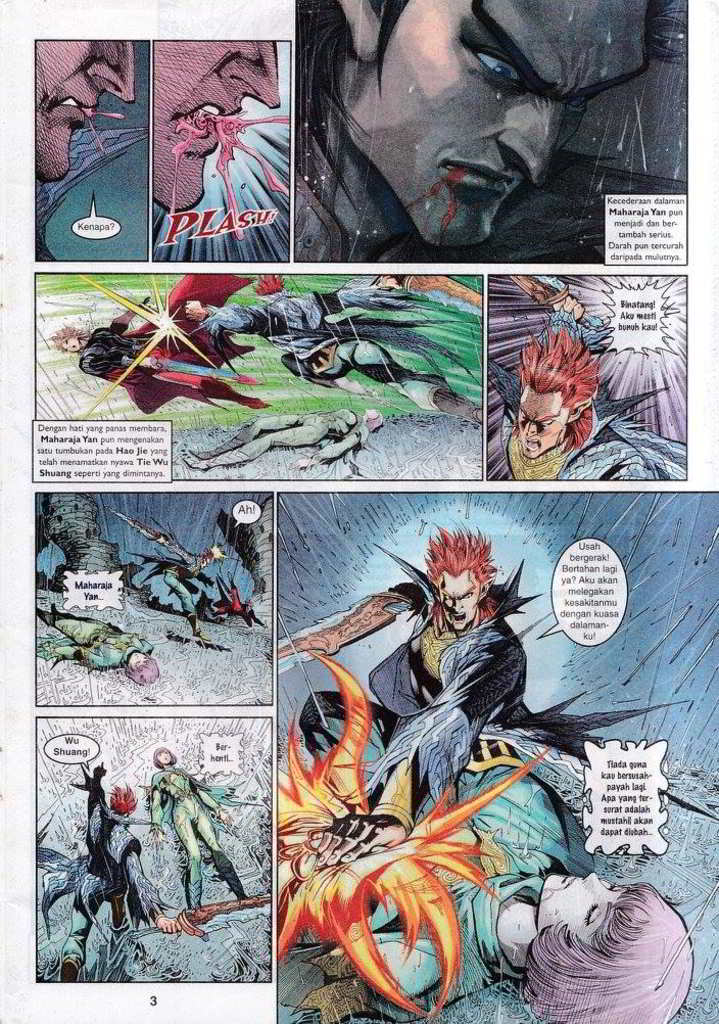 Kenapa?
PLASH!
Kecederaan dalaman
Maharaja Yan pun
menjadi dan ber-
tambah serius.
Darah pun tercurah
daripada mulutnya.
Dengan hati yang panas membara,
Maharaja Yan pun mengenakan
satu tumbukan pada Hao Jie yang
telah menamatkan nyawa Tie Wu
Shuang seperti yang dimintanya.
Binatang!
Aku mesti
bunuh kau!
Ah!
Maharaja
Yan..
Usah
bergerak!
Bertahan lagi
ya? Aku akan
melegakan
kesakitanmu
dengan kuasa
dalaman-
ku!
Wu
Shuang!
Ber-
henti..
Tiada guna
kau bersusah-
payah lagi.
Apa yang ter-
surat adalah
mustahil akan
dapat diubah..
3